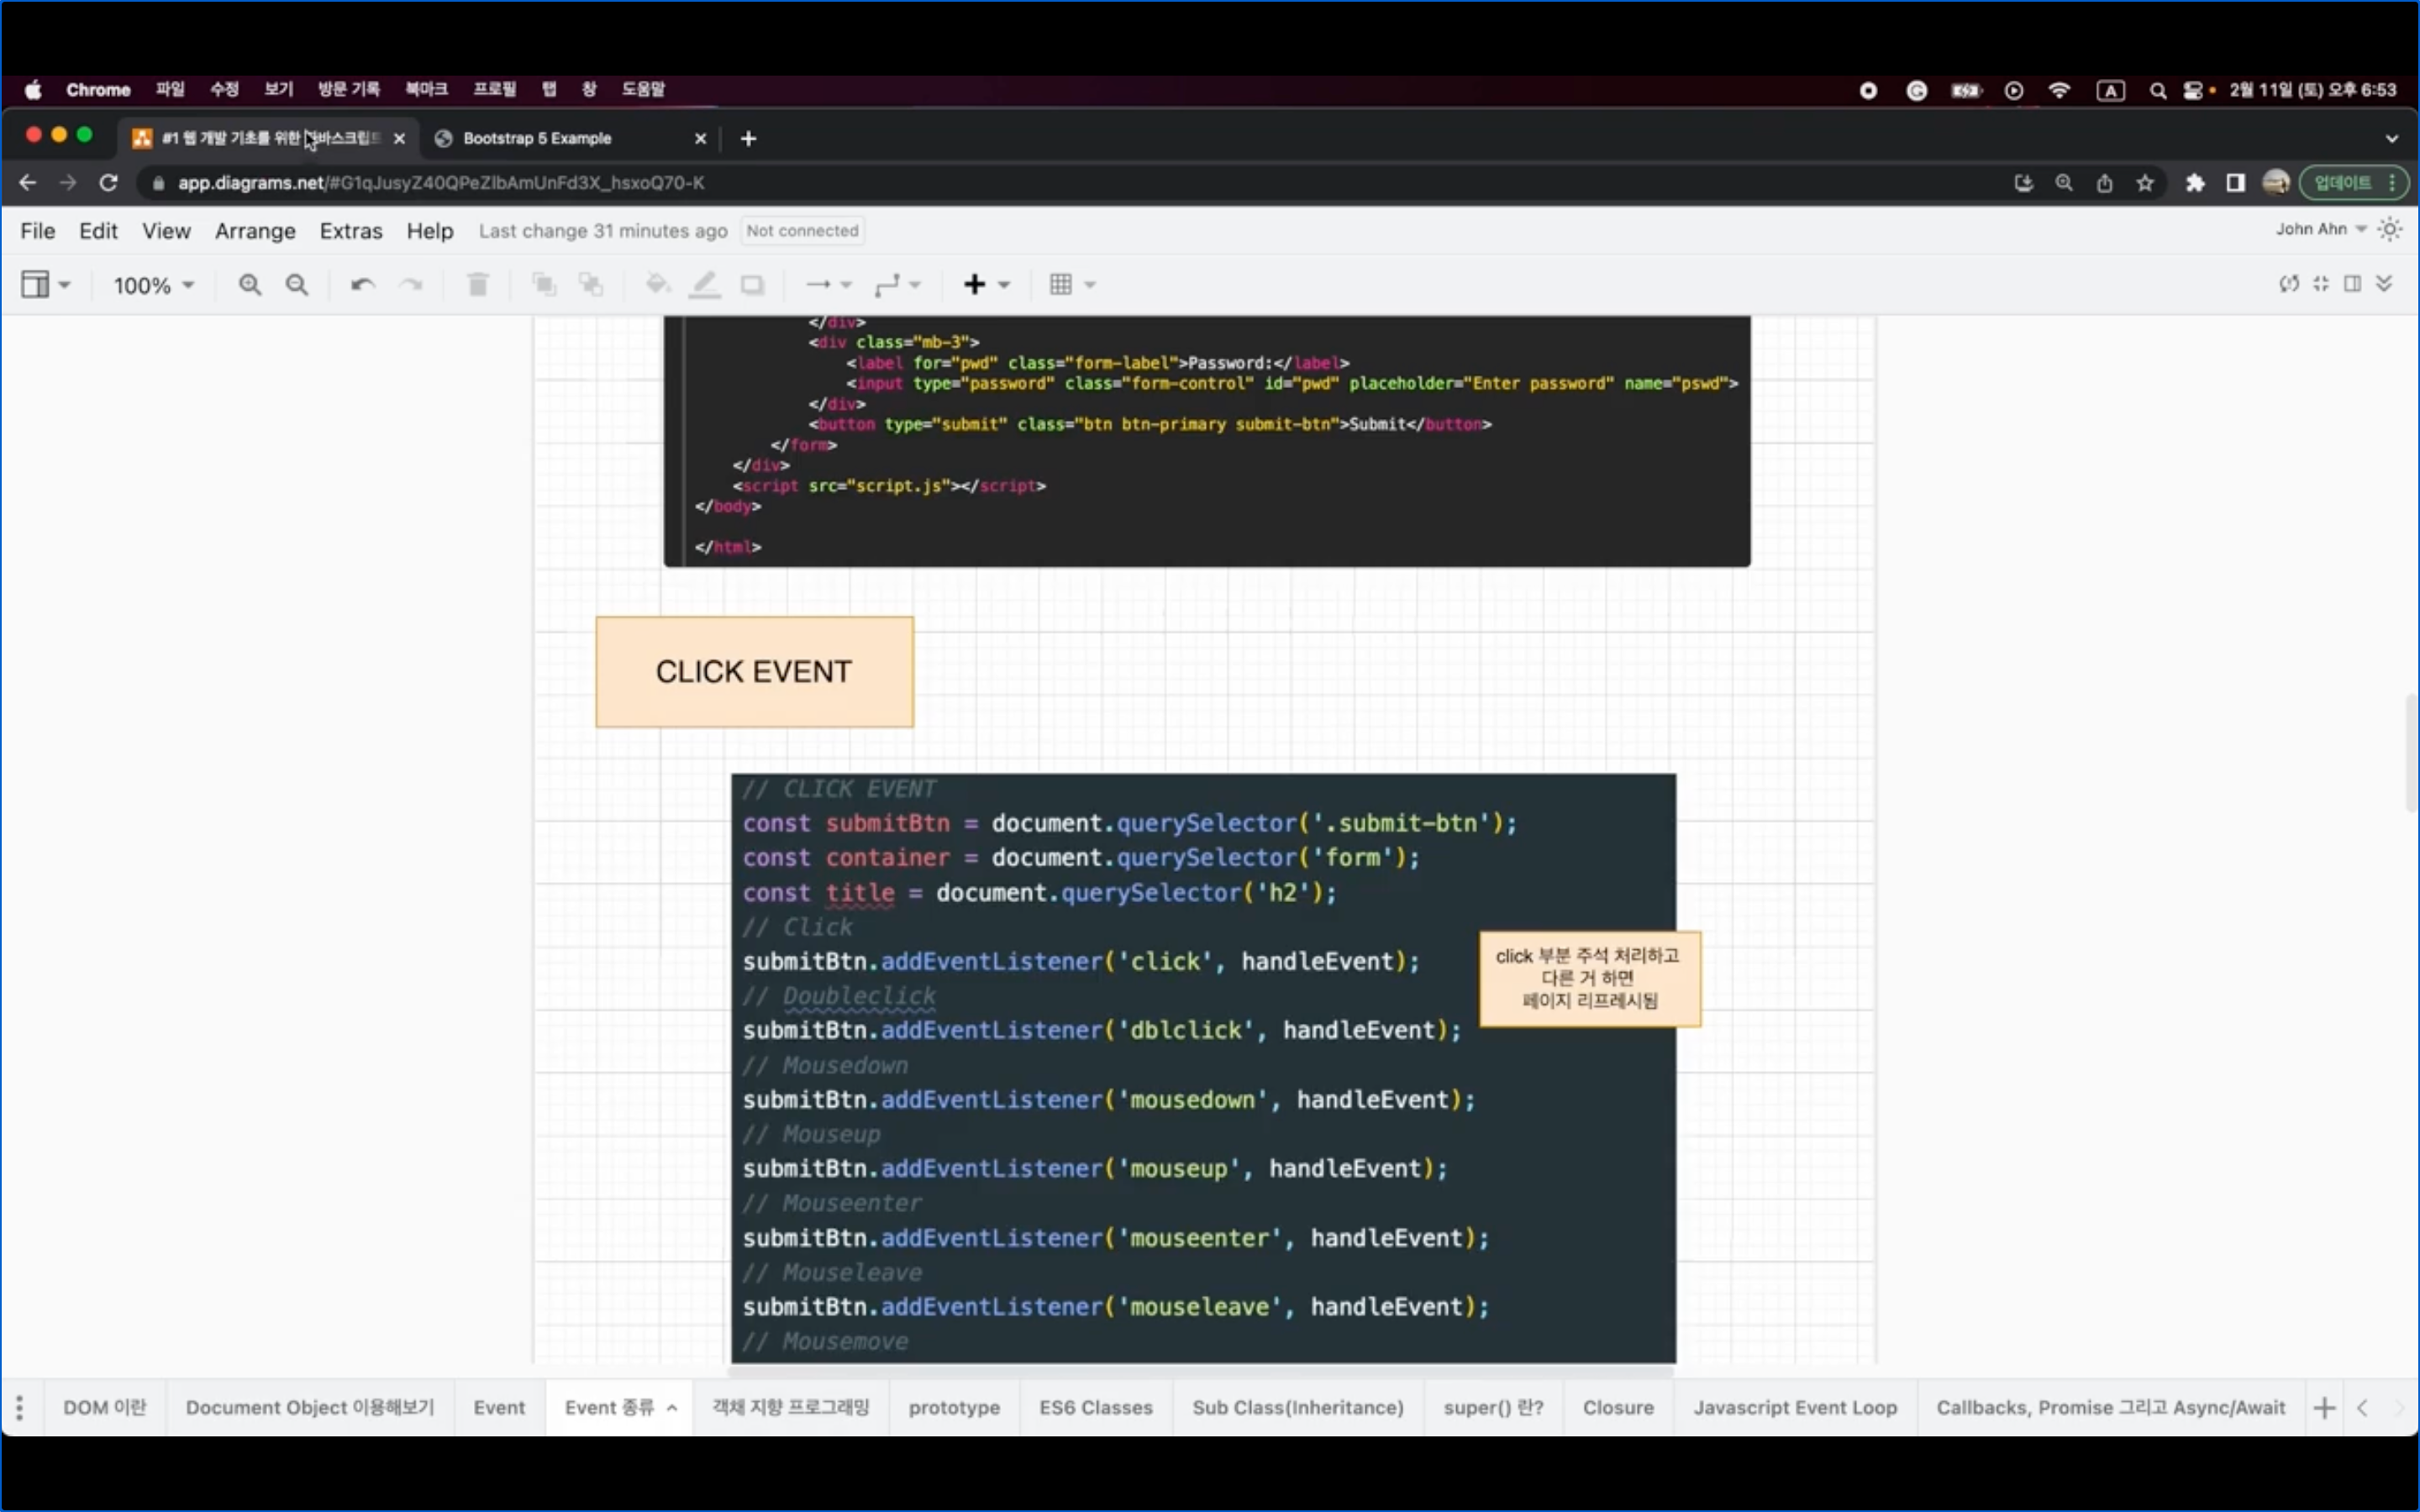 Chrome 파일 수정 보기 방문 기록 북마크 프로필 탭 창 도움말 A 2월 11일 (토) 오후 6:53
#1 웹 개발 기초를 위한 Bootstrap 5 Example
app.diagrams.net/#G1qJusyZ40QPeZlbAmUnFd3X_hsxoQ70-K 업데이트
File Edit View Arrange Extras Help Last change 31 minutes ago Not connected John Ahn
100%
</div>
<div class="mb-3">
<label for="pwd" class="form-label">Password:</label>
<input type="password" class="form-control" id="pwd" placeholder="Enter password" name="pswd">
</div>
<button type="submit" class="btn btn-primary submit-btn">Submit</button>
</form>
</div>
<script src="script.js"></script>
</body>
</html>
CLICK EVENT
// CLICK EVENT
const submitBtn = document.querySelector('.submit-btn');
const container = document.querySelector('form');
const title = document.querySelector('h2');
// Click
submitBtn.addEventListener('click', handleEvent);
// Doubleclick
submitBtn.addEventListener('dblclick', handleEvent);
// Mousedown
submitBtn.addEventListener('mousedown', handleEvent);
// Mouseup
submitBtn.addEventListener('mouseup', handleEvent);
// Mouseenter
submitBtn.addEventListener('mouseenter', handleEvent);
// Mouseleave
submitBtn.addEventListener('mouseleave', handleEvent);
// Mousemove
click 부분 주석 처리하고
다른 거 하면
페이지 리프레시됨
DOM 이란 Document Object 이용해보기 Event Event 종류 객체 지향 프로그래밍 prototype ES6 Classes Sub Class(Inheritance) super() 란? Closure Javascript Event Loop Callbacks, Promise 그리고 Async/Await